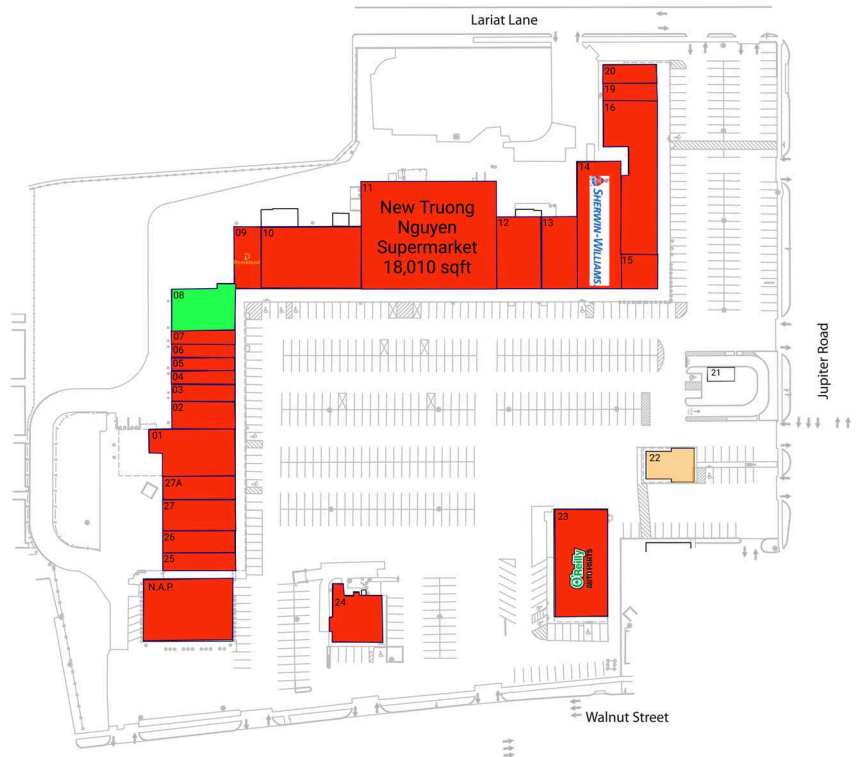 Lariat Lane
20
19
16
14
11
New Truong
Nguyen
Supermarket
18,010 sqft
SHERWIN-WILLIAMS.
09
10
12
13
15
08
07
06
05
04
03
02
01
21
Jupiter Road
22
27A
27
26
25
23
O'Reilly
AUTO PARTS
N.A.P.
24
Walnut Street